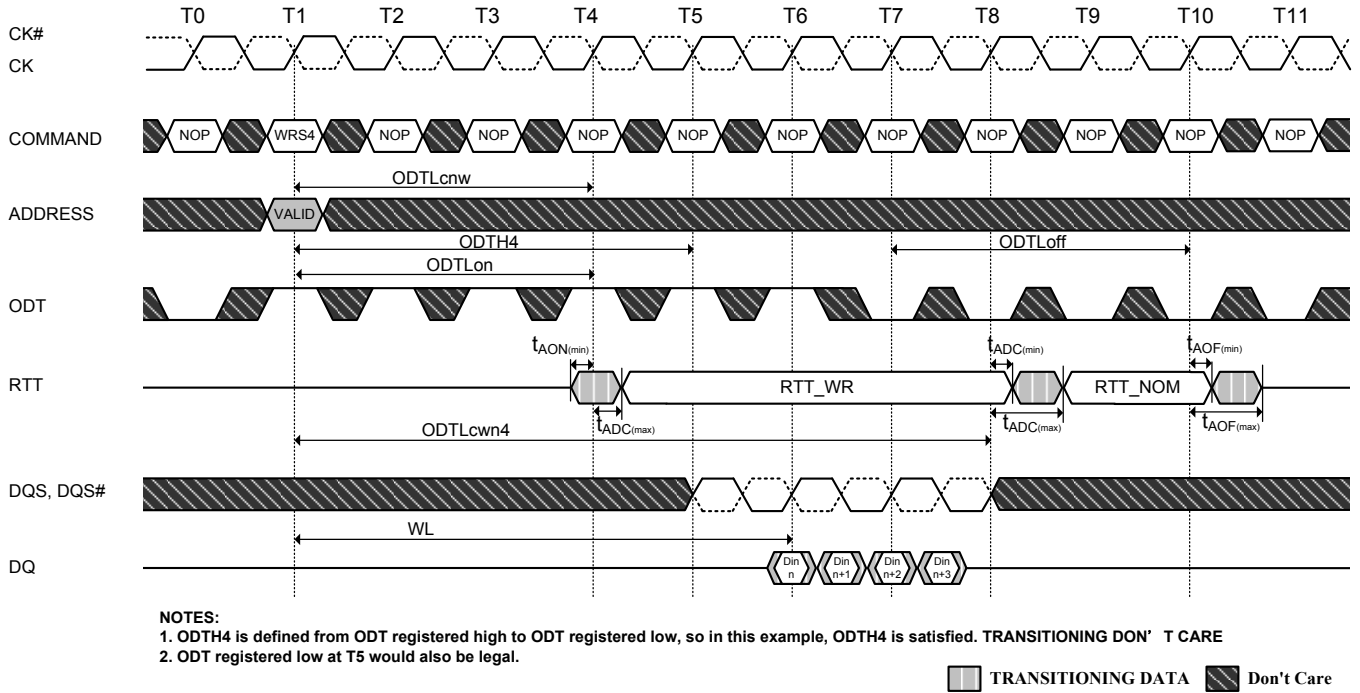 T0 T1 T2 T3 T4 T5 T6 T7 T8 T9 T10 T11
CK#
CK
COMMAND NOP WRS4 NOP NOP NOP NOP NOP NOP NOP NOP NOP NOP
ODTLcnw
ADDRESS VALID
ODTH4 ODTLoff
ODTLon
ODT
tAON(min) tADC(min) tAOF(min)
RTT RTT_WR RTT_NOM
tADC(max) tADC(max) tAOF(max)
ODTLcwn4
DQS, DQS#
WL
DQ Din n Din n+1 Din n+2 Din n+3
NOTES:
1. ODTH4 is defined from ODT registered high to ODT registered low, so in this example, ODTH4 is satisfied. TRANSITIONING DON' T CARE
2. ODT registered low at T5 would also be legal.
TRANSITIONING DATA Don't Care